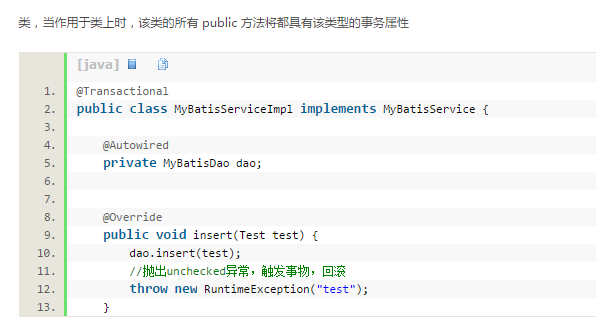 类，当作用于类上时，该类的所有 public 方法将都具有该类型的事务属性
[java]
1. @Transactional
2. public class MyBatisServiceImpl implements MyBatisService {
3.
4. @Autowired
5. private MyBatisDao dao;
6.
7.
8. @Override
9. public void insert(Test test) {
10. dao.insert(test);
11. //抛出unchecked异常，触发事物，回滚
12. throw new RuntimeException("test");
13. }